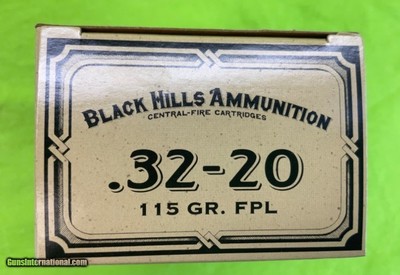 BLACK HILLS AMMUNITION
CENTRAL-FIRE CARTRIDGES
.32-20
115 GR. FPL
GunsInternational.com